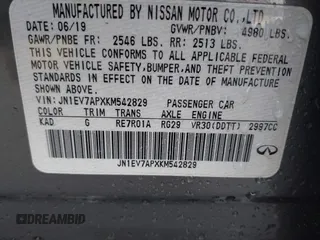 MANUFACTURED BY NISSAN MOTOR CO.,LTD.
DATE: 06/19 GVWR/PNBV: 4980 LBS.
GAWR/PNBE FR: 2546 LBS. RR: 2513 LBS.
THIS VEHICLE CONFORMS TO ALL APPLICABLE FEDERAL
MOTOR VEHICLE SAFETY,BUMPER,AND THEFT PREVENTION
STANDARDS IN EFFECT ON THE DATE OF MANUFACTURE
SHOWN ABOVE.
VIN: JN1EV7APXKM542829 PASSENGER CAR
COLOR TRIM TRANS AXLE ENGINE
KAD G RE7R01A RG29 VR30(DDTT) 2997CC
JN1EV7APXKM542829
INFINITI
DREAMBID